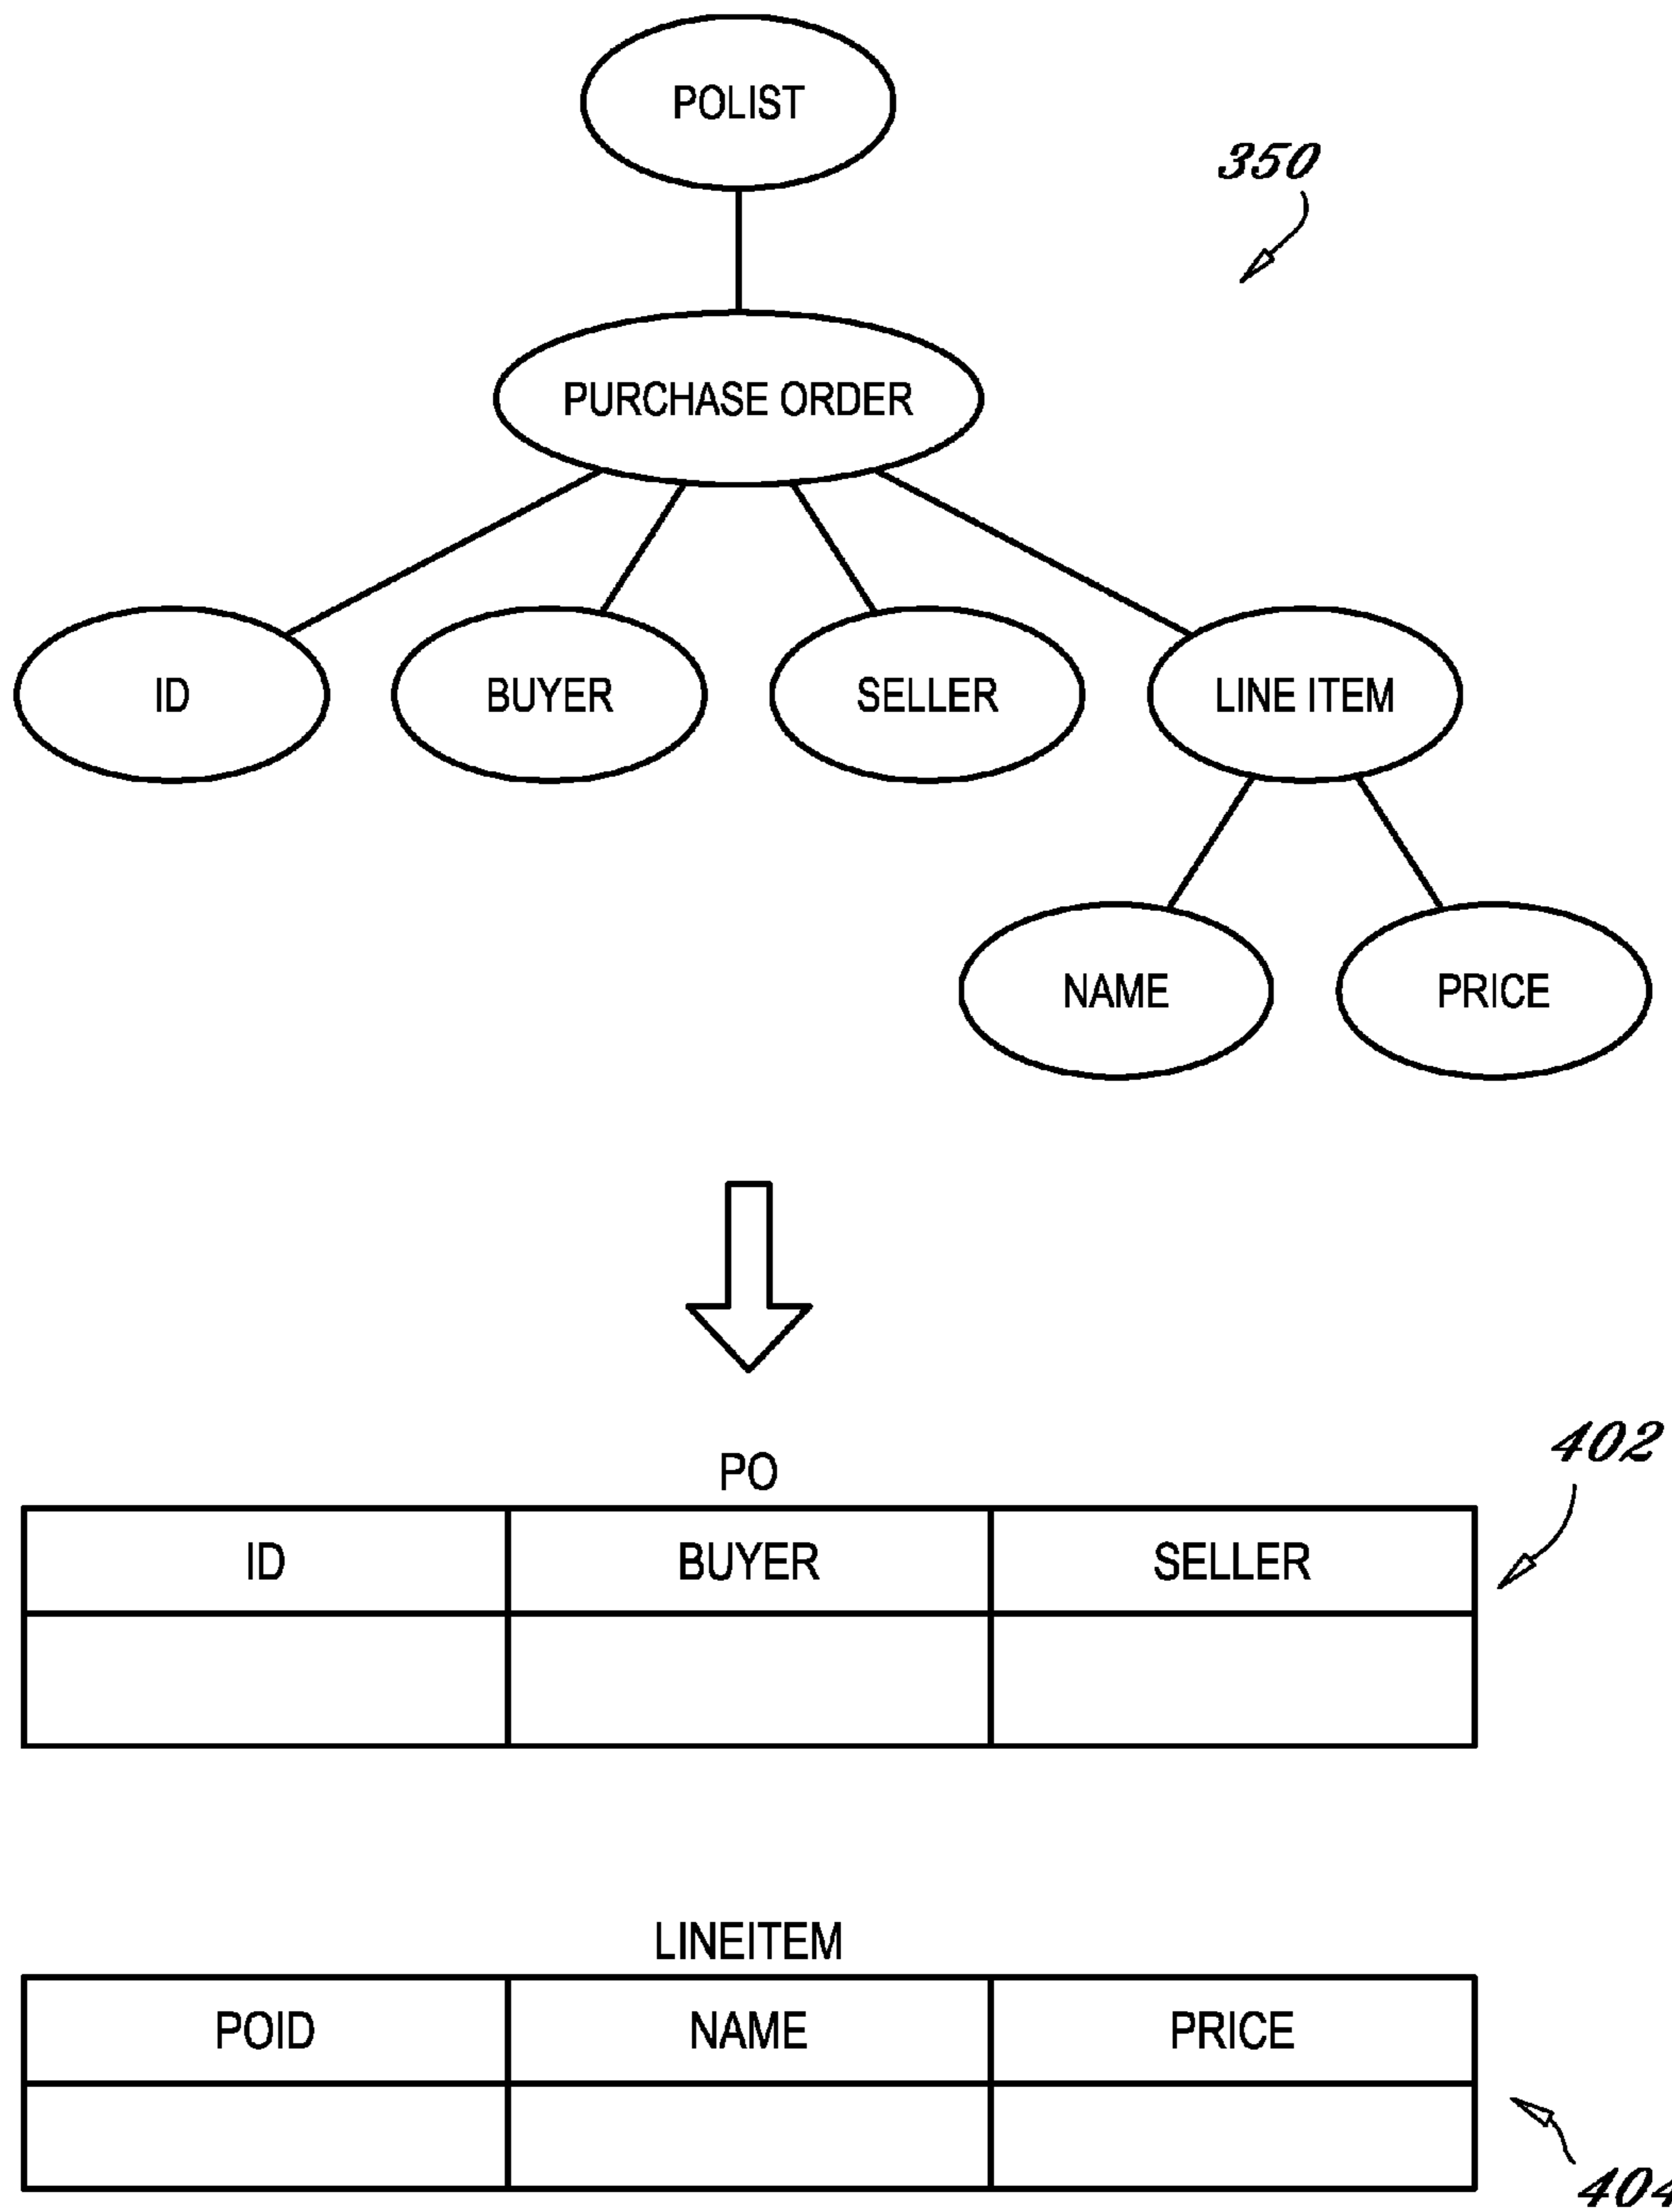 POLIST
350
PURCHASE ORDER
ID BUYER SELLER LINE ITEM
NAME PRICE
PO
402
ID BUYER SELLER
LINEITEM
POID NAME PRICE
404